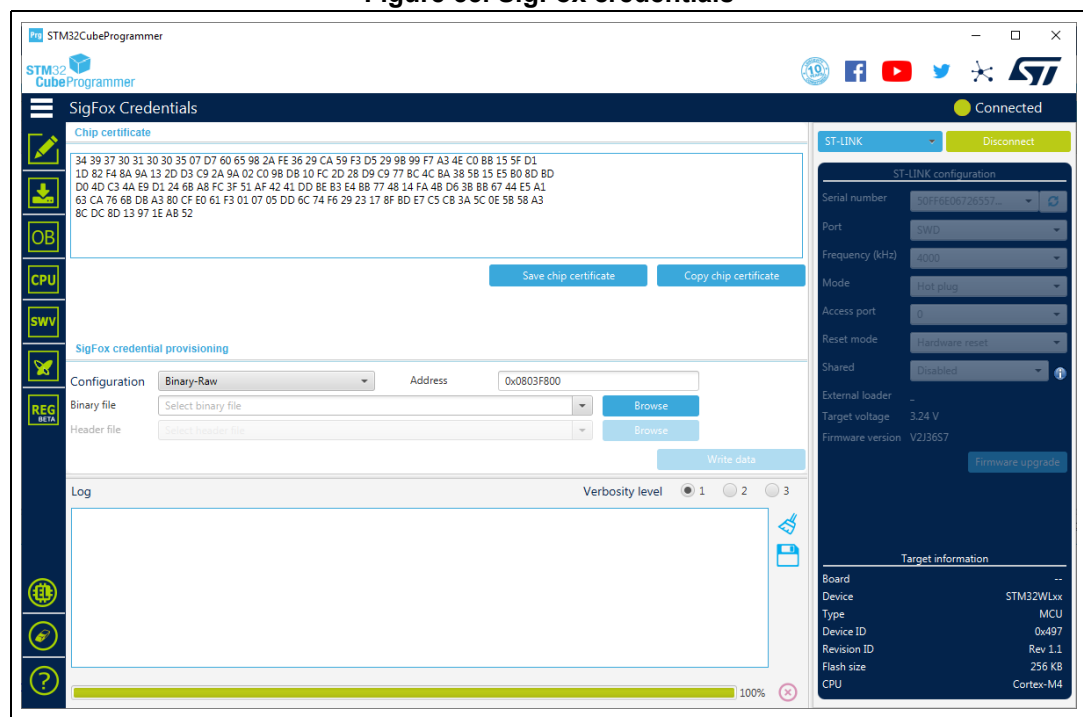 Prg STM32CubeProgrammer
STM32
CubeProgrammer
10
ST
SigFox Credentials
Connected
Chip certificate
34 39 37 30 31 30 30 35 07 D7 60 65 98 2A FE 36 29 CA 59 F3 D5 29 9B 99 F7 A3 4E C0 BB 15 5F D1
1D 82 F4 8A 9A 13 2D D3 C9 2A 9A 02 C0 9B DB 10 FC 2D 28 D9 C9 77 BC 4C BA 38 5B 15 E5 B0 8D BD
D0 4D C3 4A E9 D1 24 6B A8 FC 3F 51 AF 42 41 DD BE B3 E4 BB 77 48 14 FA 4B D6 3B BB 67 44 E5 A1
63 CA 76 6B DB A3 80 CF E0 61 F3 01 07 05 DD 6C 74 F6 29 23 17 8F BD E7 C5 CB 3A 5C 0E 5B 58 A3
8C DC 8D 13 97 1E AB 52
Save chip certificate
Copy chip certificate
SigFox credential provisioning
Configuration
Binary-Raw
Address
0x0803F800
Binary file
Select binary file
Browse
Header file
Select header file
Browse
Write data
Log
Verbosity level
1
2
3
100%
OB
CPU
SWV
REG
BETA
ST-LINK
Disconnect
ST-LINK configuration
Serial number
50FF6E06726557...
Port
SWD
Frequency (kHz)
4000
Mode
Hot plug
Access port
0
Reset mode
Hardware reset
Shared
Disabled
External loader
_
Target voltage
3.24 V
Firmware version
V2J36S7
Firmware upgrade
Target information
Board
--
Device
STM32WLxx
Type
MCU
Device ID
0x497
Revision ID
Rev 1.1
Flash size
256 KB
CPU
Cortex-M4